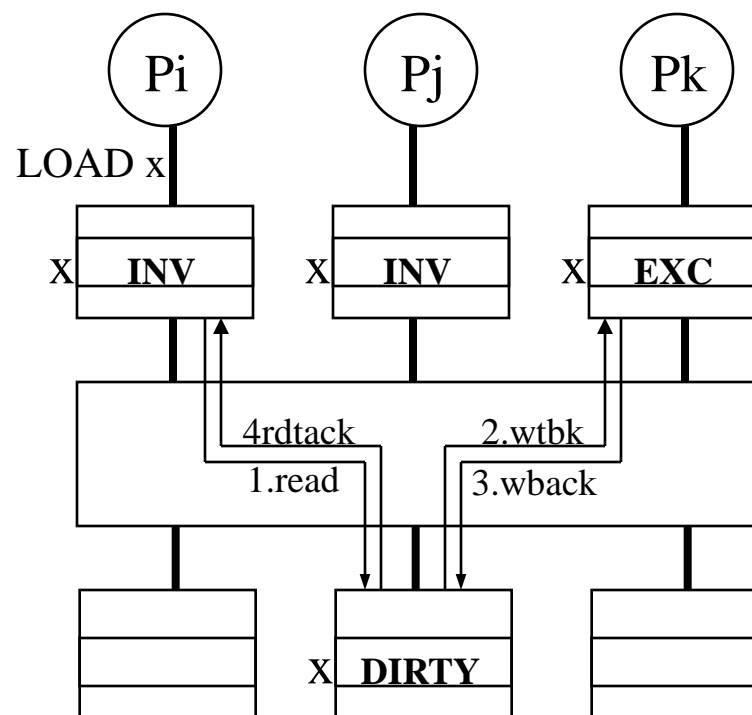 Pi Pj Pk
LOAD x
X INV X INV X EXC
4rdtack 2.wtbk
1.read 3.wback
X DIRTY